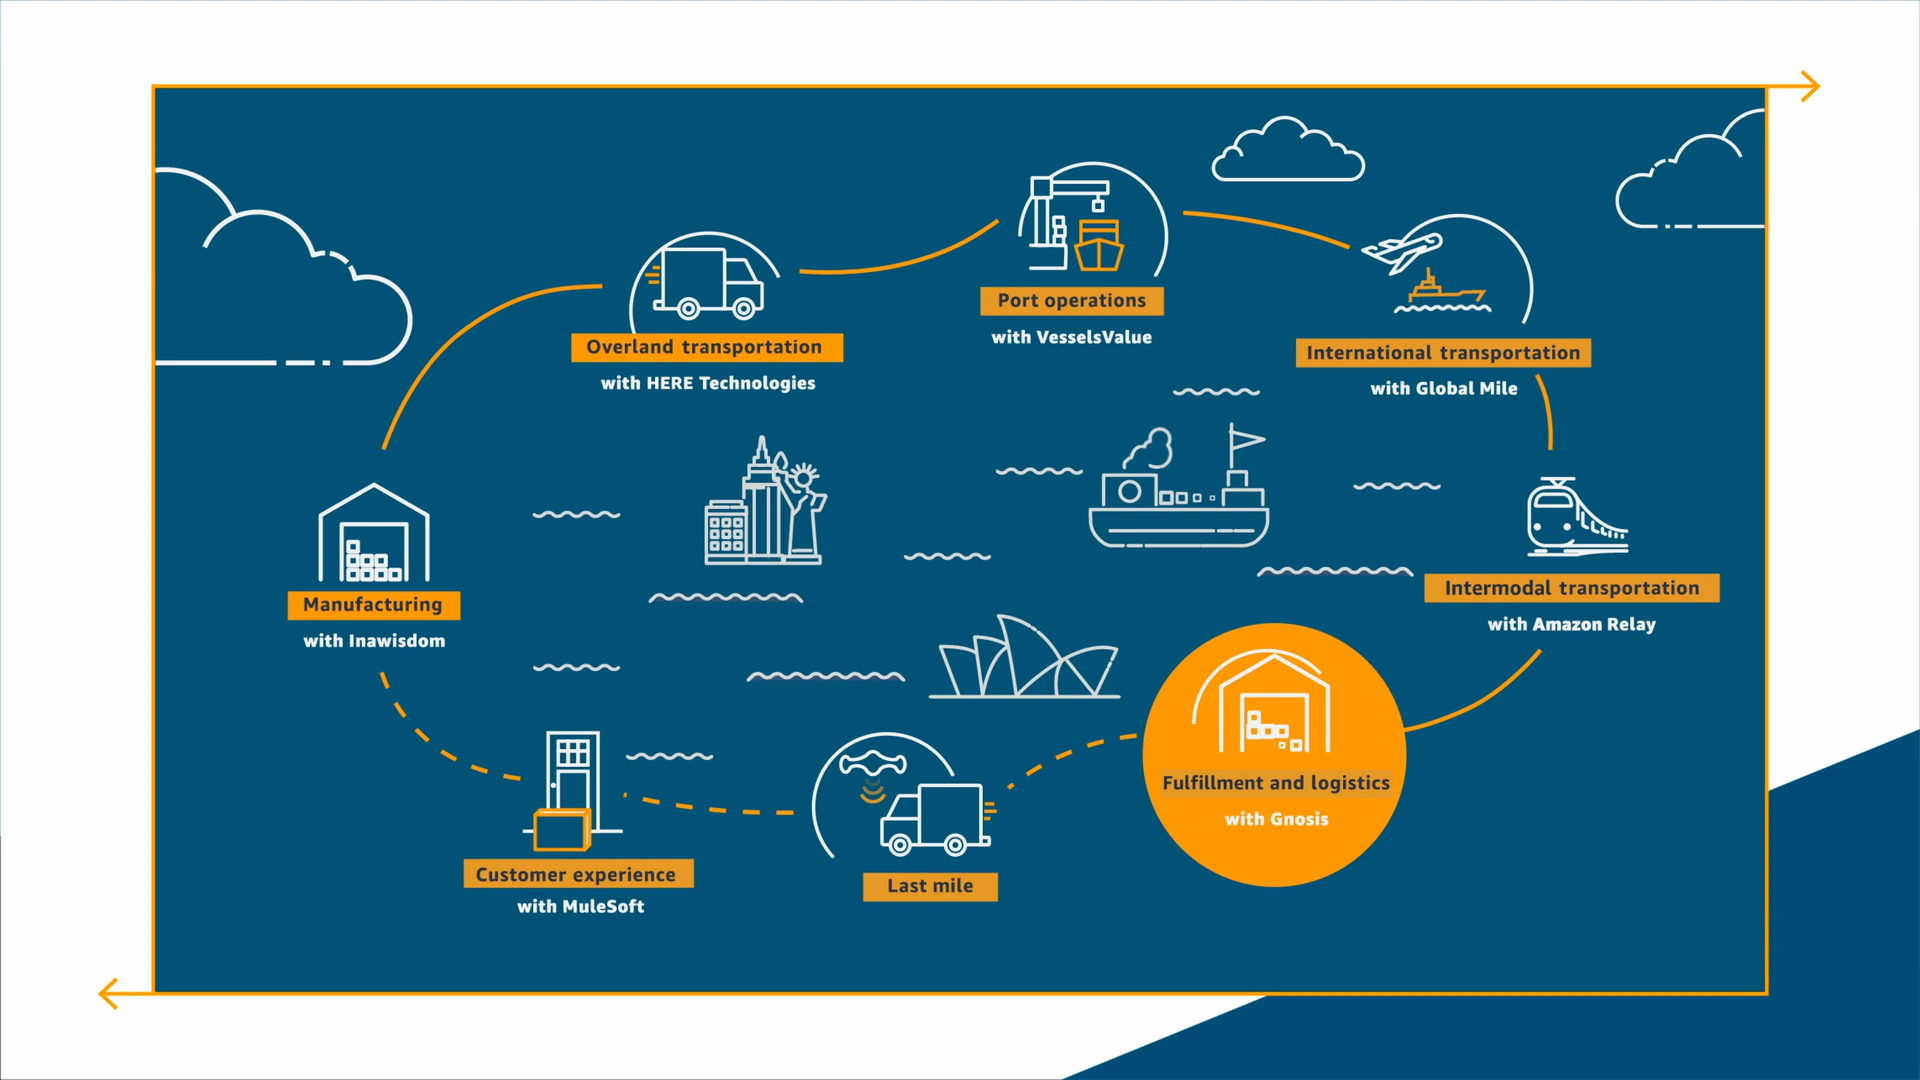 Port operations
with VesselsValue
Overland transportation
with HERE Technologies
International transportation
with Global Mile
Manufacturing
with Inawisdom
Intermodal transportation
with Amazon Relay
Fulfillment and logistics
with Gnosis
Customer experience
with MuleSoft
Last mile